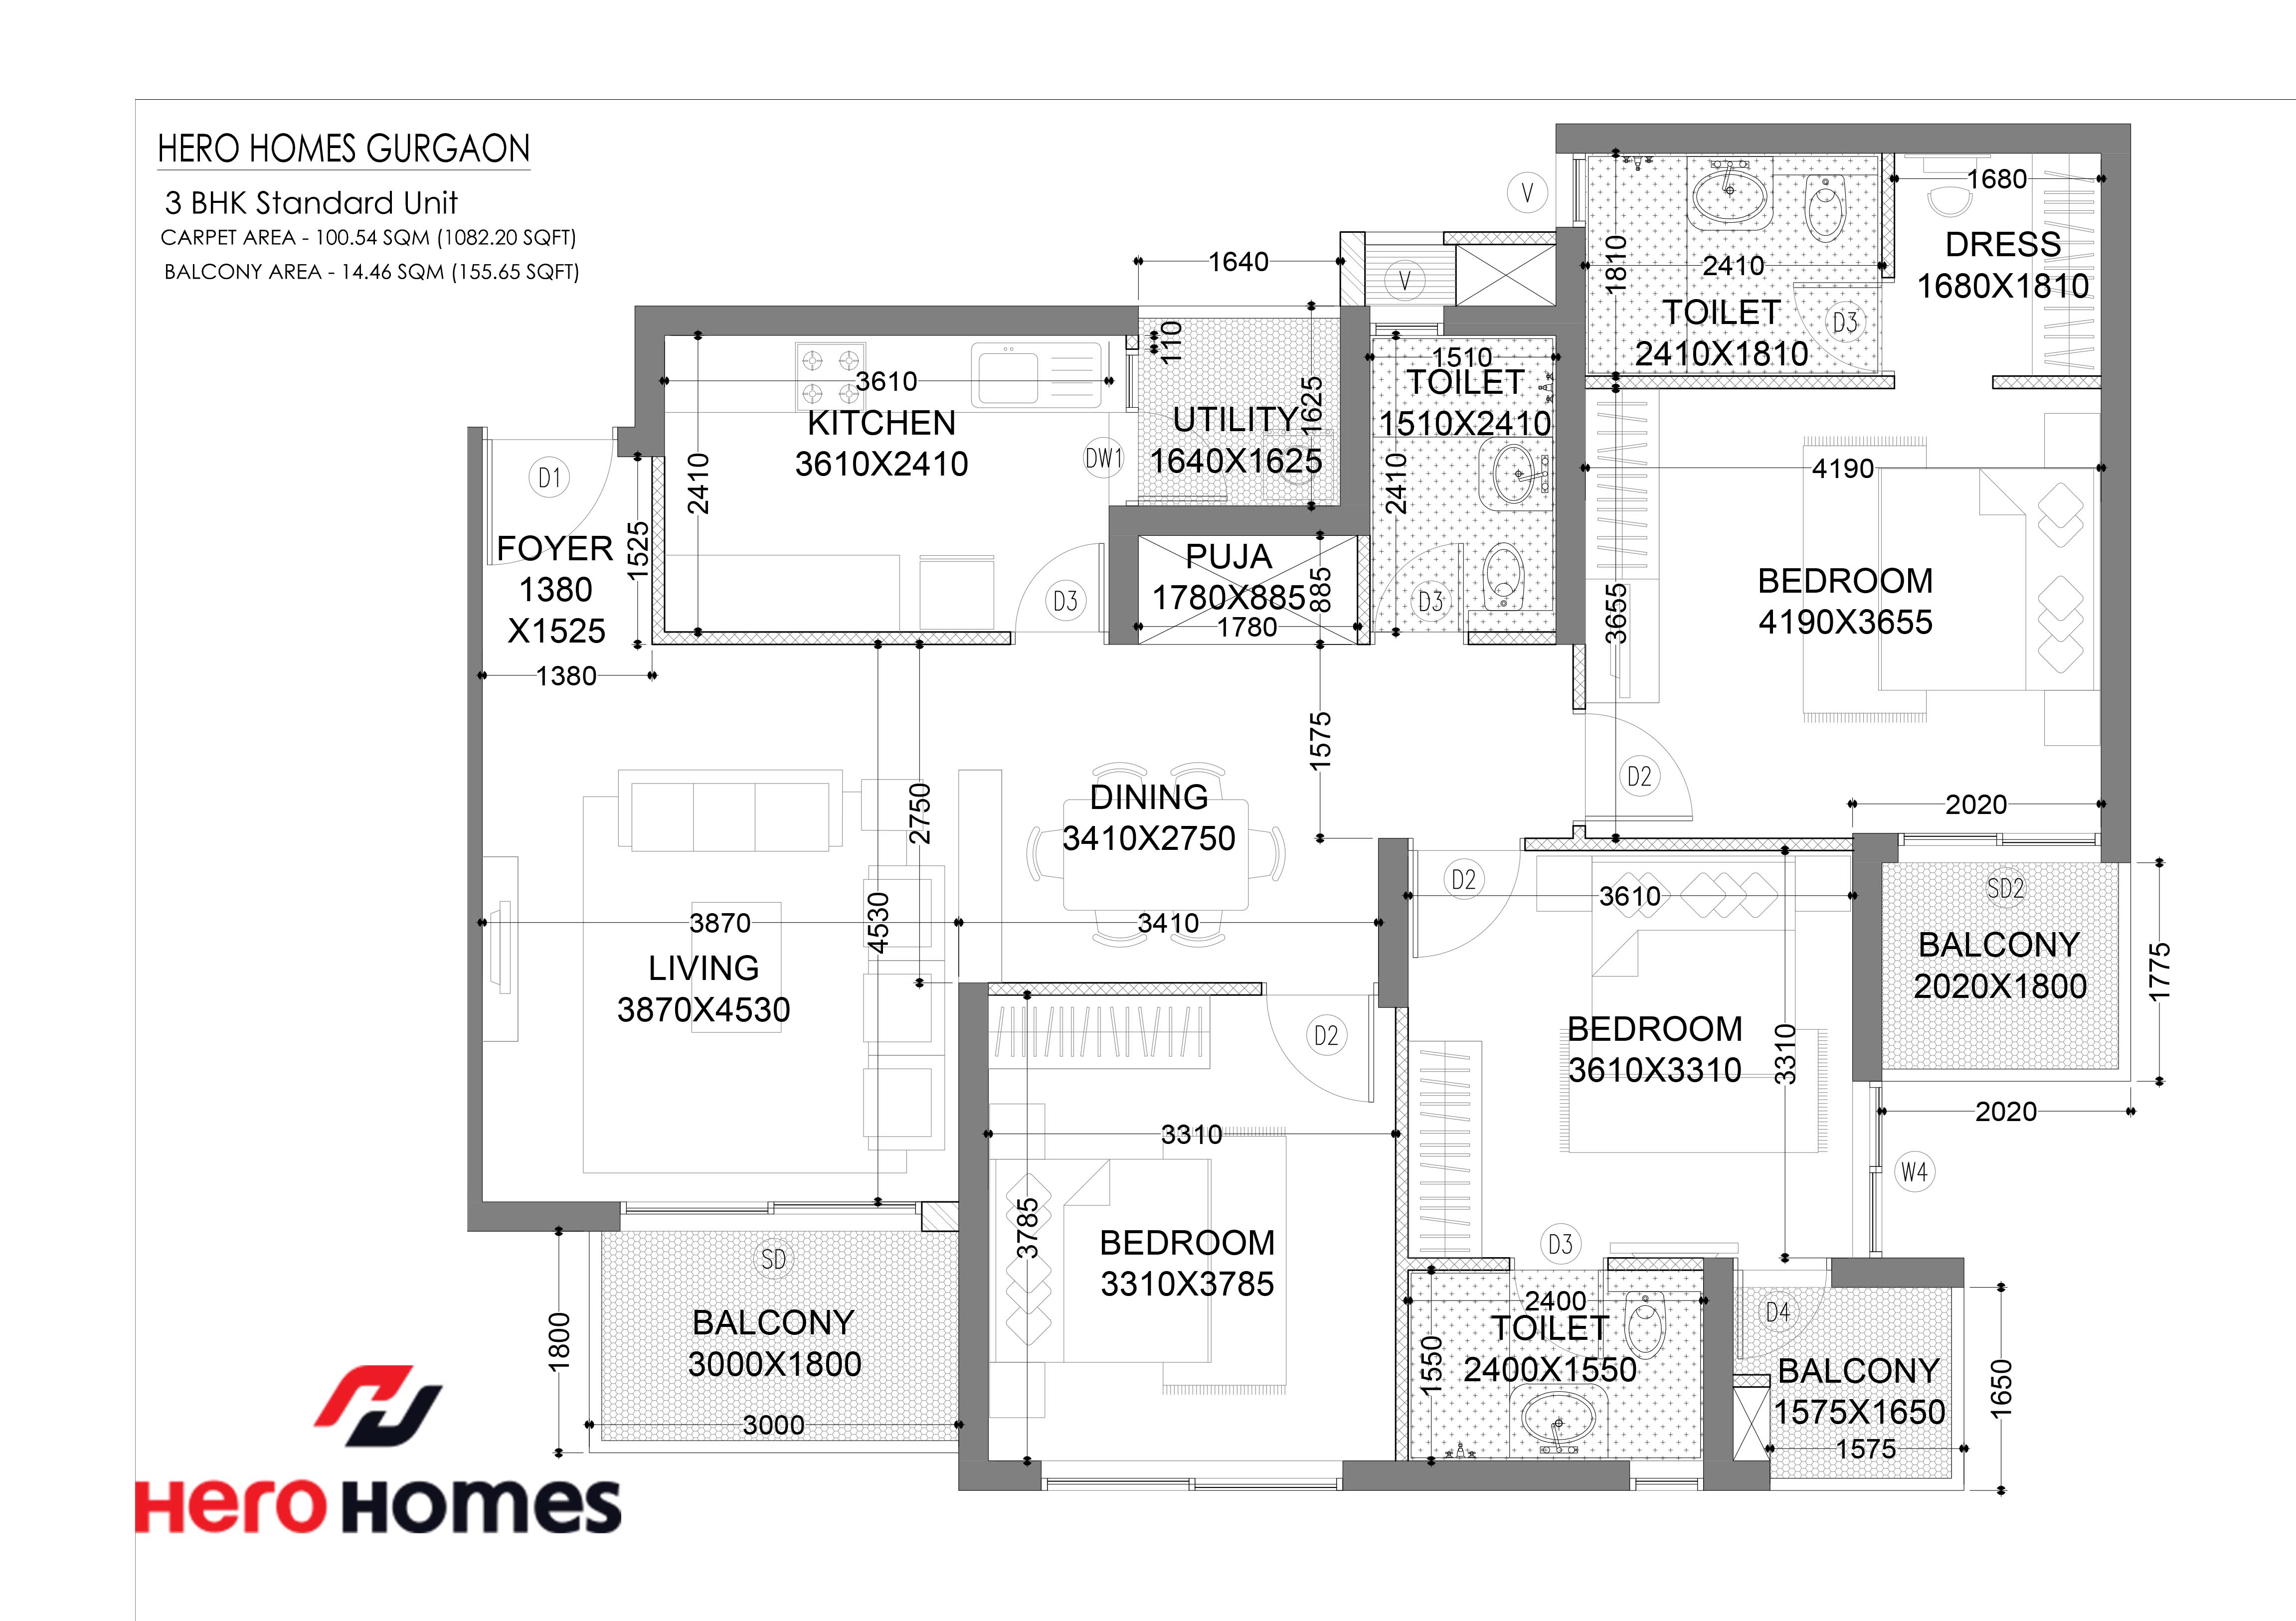 HERO HOMES GURGAON
3 BHK Standard Unit
CARPET AREA - 100.54 SQM (1082.20 SQFT)
BALCONY AREA - 14.46 SQM (155.65 SQFT)
V
1640
V
1810
2410
TOILET
2410X1810
D3
1680
DRESS
1680X1810
3610
KITCHEN
3610X2410
2410
DW1
D3
110
UTILITY
1640X1625
1625
1510
TOILET
1510X2410
2410
D3
D1
FOYER
1380
X1525
1525
1380
PUJA
1780X885
885
1780
4190
BEDROOM
4190X3655
3655
D2
2020
1575
2750
DINING
3410X2750
3410
3870
4530
LIVING
3870X4530
D2
3610
BEDROOM
3610X3310
3310
SD2
BALCONY
2020X1800
1775
2020
W4
D2
3310
3785
BEDROOM
3310X3785
SD
BALCONY
3000X1800
1800
3000
D3
2400
TOILET
2400X1550
1550
D4
BALCONY
1575X1650
1575
1650
Hero Homes